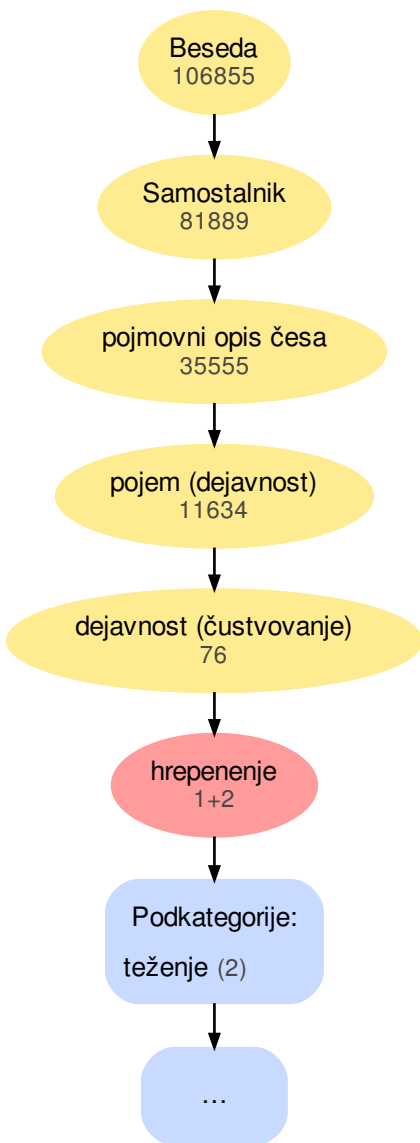 Beseda
106855
Samostalnik
81889
pojmovni opis česa
35555
pojem (dejavnost)
11634
dejavnost (čustvovanje)
76
hrepenenje
1+2
Podkategorije:
teženje (2)
...